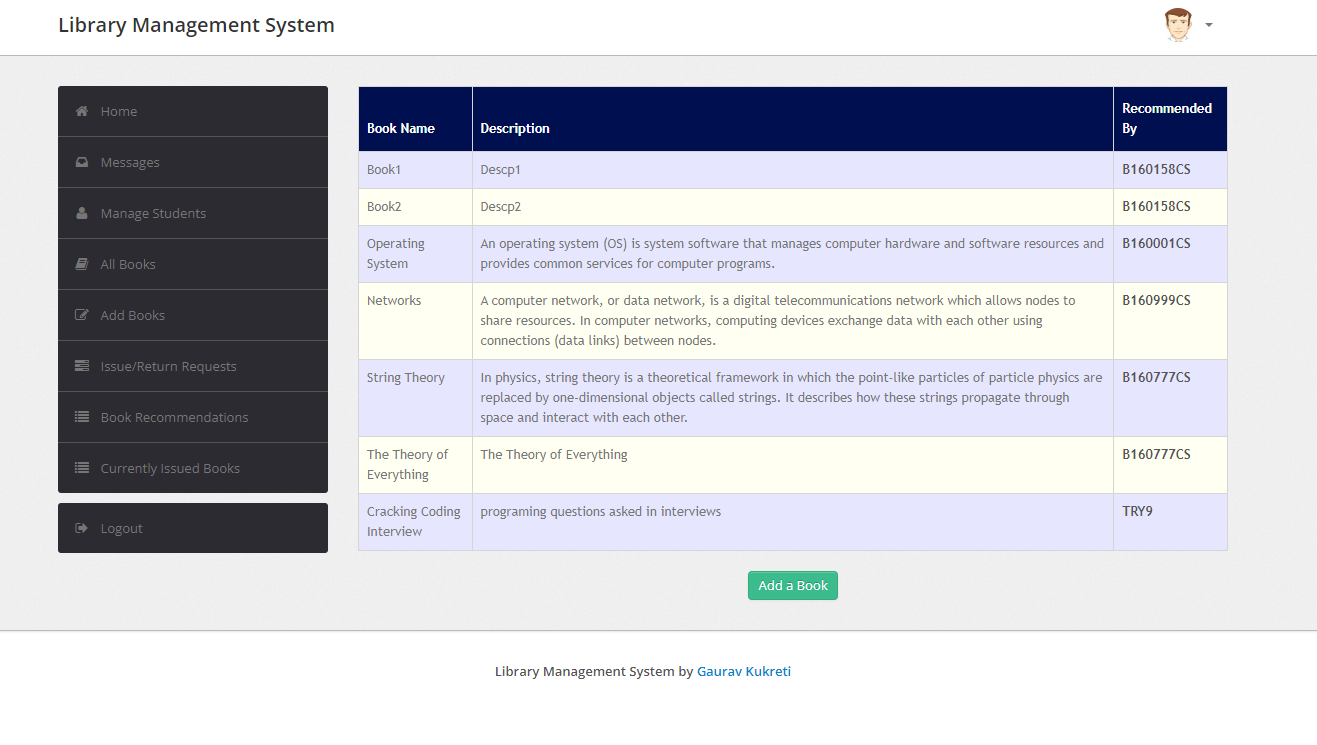 Library Management System
Home
Messages
Manage Students
All Books
Add Books
Issue/Return Requests
Book Recommendations
Currently Issued Books
Logout
Book Name Description Recommended
By
Book1 Descp1 B160158CS
Book2 Descp2 B160158CS
Operating An operating system (OS) is system software that manages computer hardware and software resources and B160001CS
System provides common services for computer programs.
Networks A computer network, or data network, is a digital telecommunications network which allows nodes to B160999CS
share resources. In computer networks, computing devices exchange data with each other using
connections (data links) between nodes.
String Theory In physics, string theory is a theoretical framework in which the point-like particles of particle physics are B160777CS
replaced by one-dimensional objects called strings. It describes how these strings propagate through
space and interact with each other.
The Theory of The Theory of Everything B160777CS
Everything
Cracking Coding programing questions asked in interviews TRY9
Interview
Add a Book
Library Management System by Gaurav Kukreti